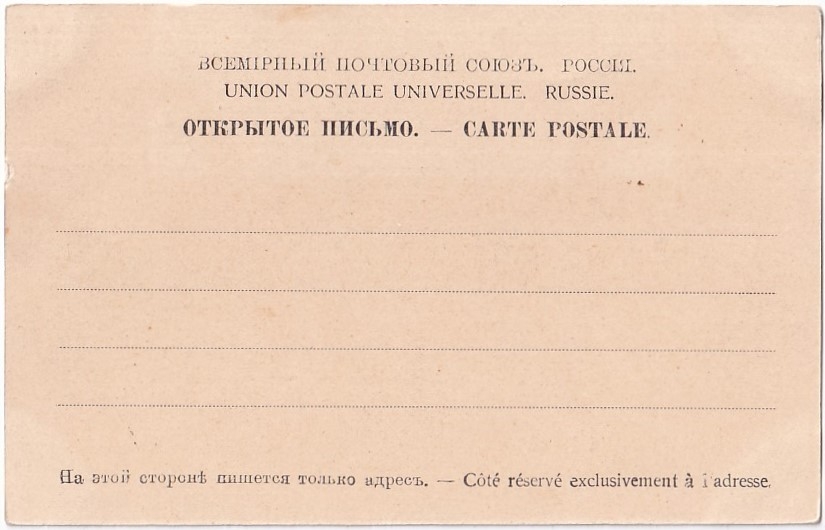 ВСЕМІРНЫЙ ПОЧТОВЫЙ СОЮЗЪ. РОССІЯ.
UNION POSTALE UNIVERSELLE. RUSSIE.
ОТКРЫТОЕ ПИСЬМО. — CARTE POSTALE.
На этой сторонѣ пишется только адресъ. — Côté réservé exclusivement à l'adresse.